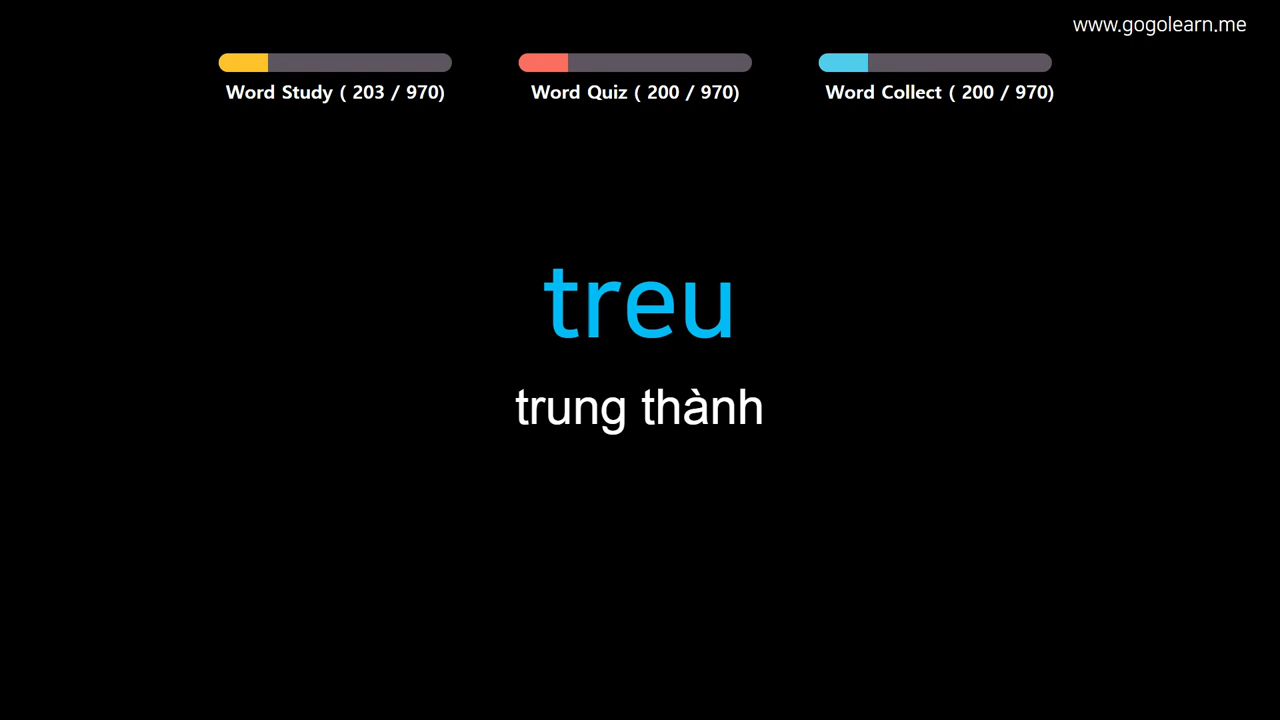 www.gogolearn.me
Word Study ( 203 / 970)
Word Quiz ( 200 / 970)
Word Collect ( 200 / 970)
treu
trung thành